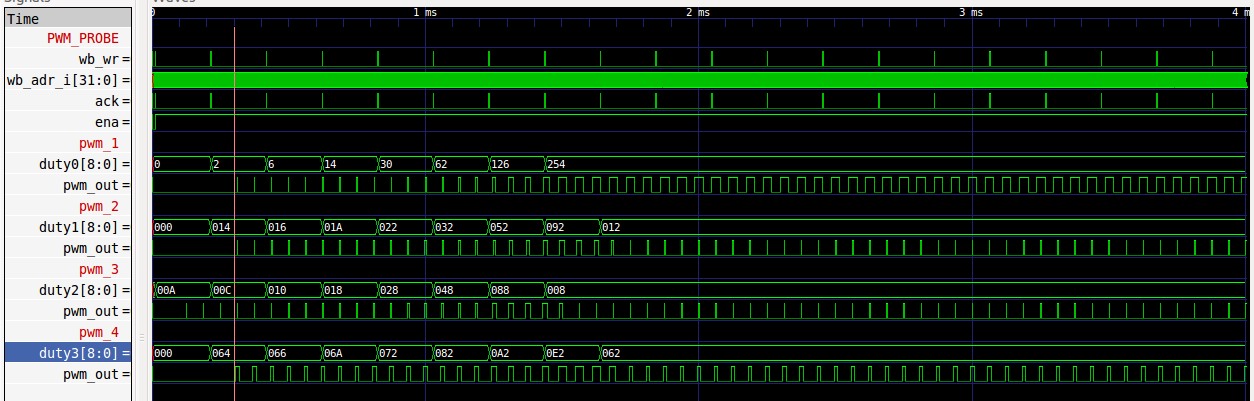 Signals Waves
Time 0 1 ms 2 ms 3 ms 4 m
PWM_PROBE
wb_wr =
wb_adr_i[31:0] =
ack =
ena =
pwm_1
duty0[8:0] = 0 2 6 14 30 62 126 254
pwm_out =
pwm_2
duty1[8:0] = 000 014 016 01A 022 032 052 092 012
pwm_out =
pwm_3
duty2[8:0] = 00A 00C 010 018 028 048 088 008
pwm_out =
pwm_4
duty3[8:0] = 000 064 066 06A 072 082 0A2 0E2 062
pwm_out =